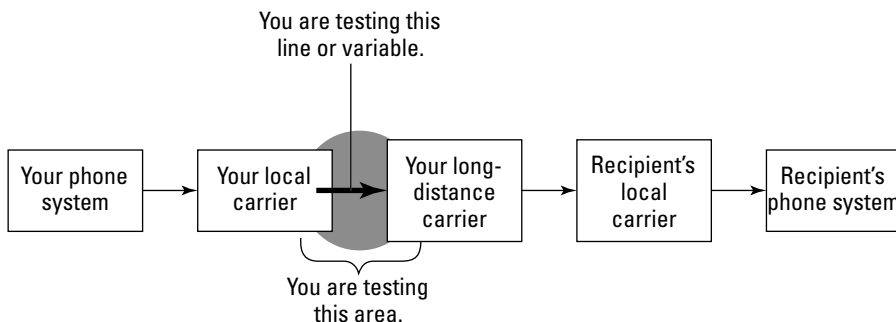 You are testing this
line or variable.
Your phone
system
Your local
carrier
Your long-
distance
carrier
Recipient's
local
carrier
Recipient's
phone system
You are testing
this area.